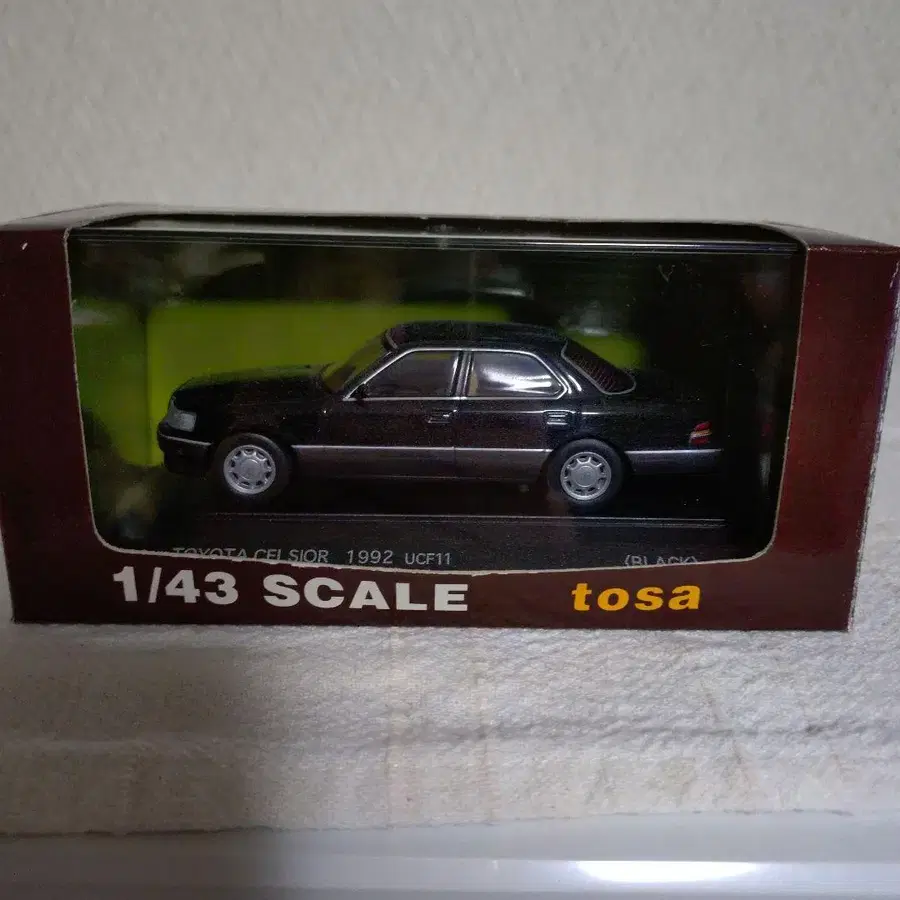 TOYOTA CELSIOR 1992 UCF11 (BLACK)
1/43 SCALE tosa